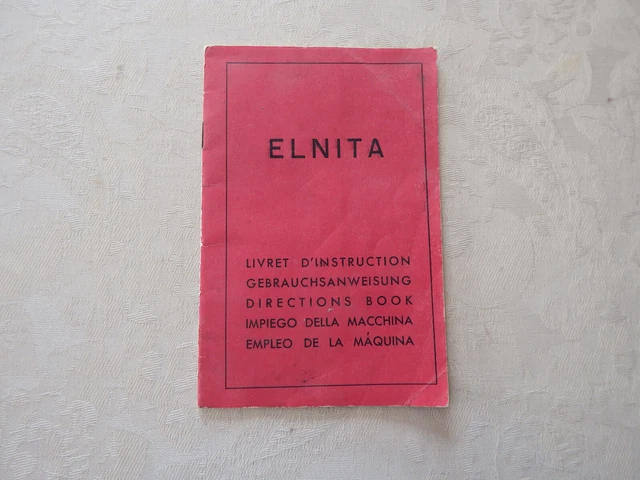 ELNITA
LIVRET D'INSTRUCTION
GEBRAUCHSANWEISUNG
DIRECTIONS BOOK
IMPIEGO DELLA MACCHINA
EMPLEO DE LA MÁQUINA